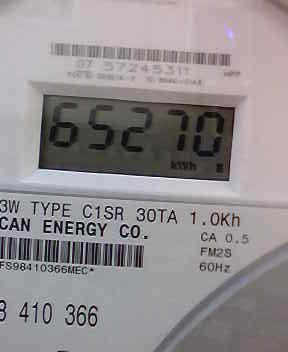 07 57245311
65270
kWh
3W TYPE C1SR 30TA 1.0Kh
CAN ENERGY CO.
CA 0.5
FM2S
60Hz
FS98410366MEC*
8 410 366